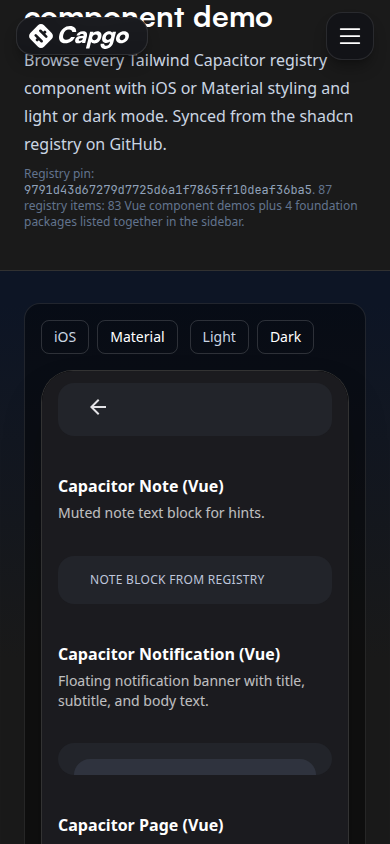 component demo
Capgo
Browse every Tailwind Capacitor registry
component with iOS or Material styling and
light or dark mode. Synced from the shadcn
registry on GitHub.
Registry pin:
9791d43d67279d7725d6a1f7865ff10deaf36ba5. 87
registry items: 83 Vue component demos plus 4 foundation
packages listed together in the sidebar.
iOS Material Light Dark
Capacitor Note (Vue)
Muted note text block for hints.
NOTE BLOCK FROM REGISTRY
Capacitor Notification (Vue)
Floating notification banner with title,
subtitle, and body text.
Capacitor Page (Vue)